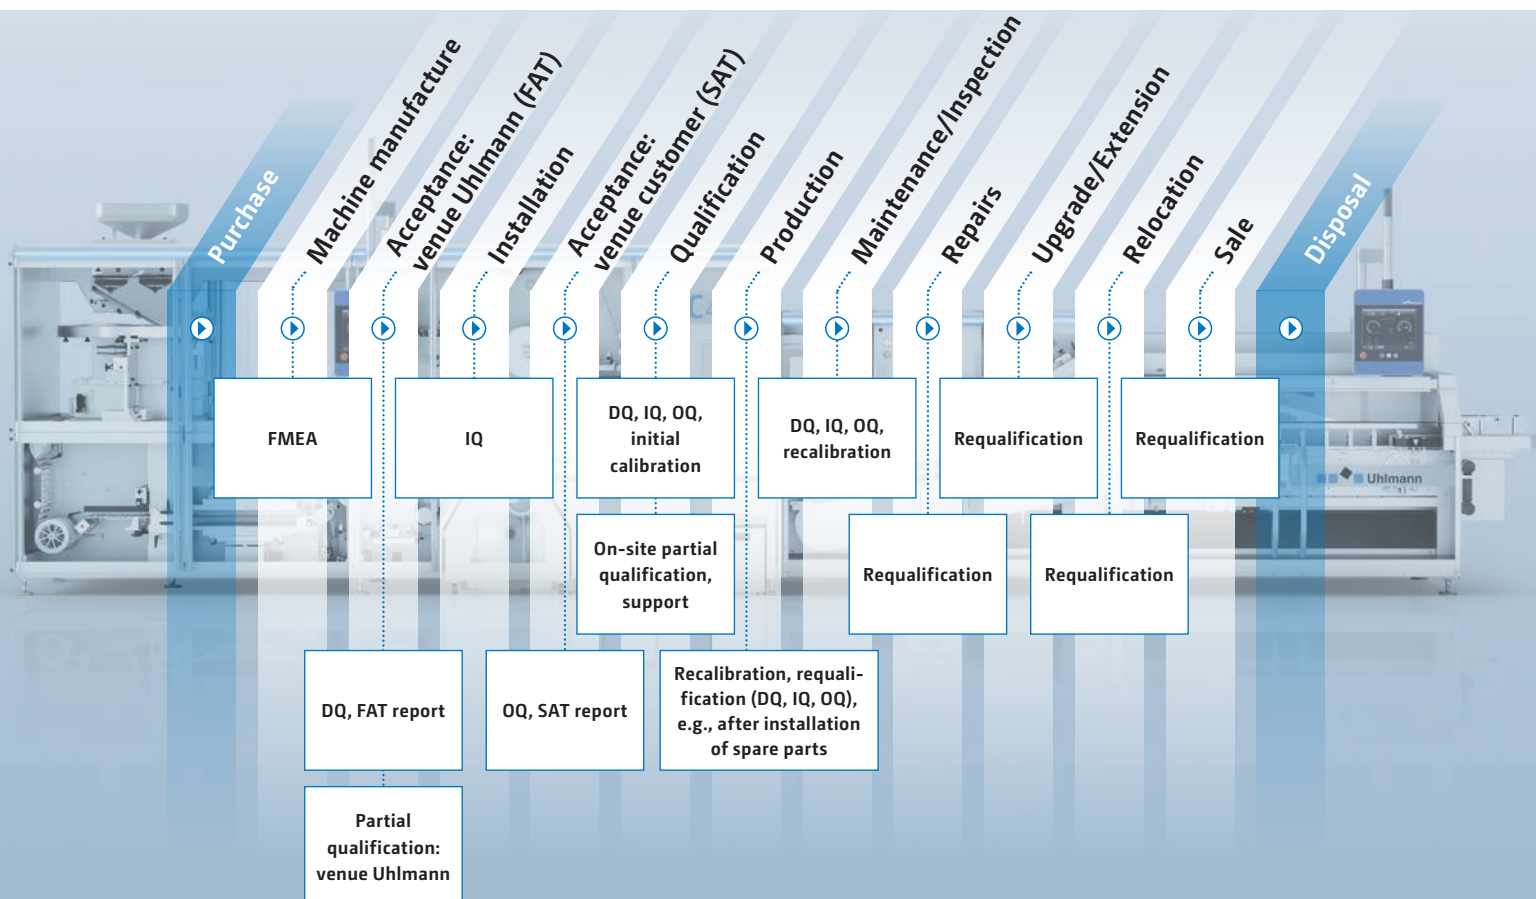 Purchase
Machine manufacture
Acceptance:
venue Uhlmann (FAT)
Installation
Acceptance:
venue customer (SAT)
Qualification
Production
Maintenance/Inspection
Repairs
Upgrade/Extension
Relocation
Sale
Disposal
FMEA
IQ
DQ, IQ, OQ,
initial
calibration
DQ, IQ, OQ,
recalibration
Requalification
Requalification
Uhlmann
On-site partial
qualification,
support
Requalification
Requalification
DQ, FAT report
OQ, SAT report
Recalibration, requali-
fication (DQ, IQ, OQ),
e.g., after installation
of spare parts
Partial
qualification:
venue Uhlmann